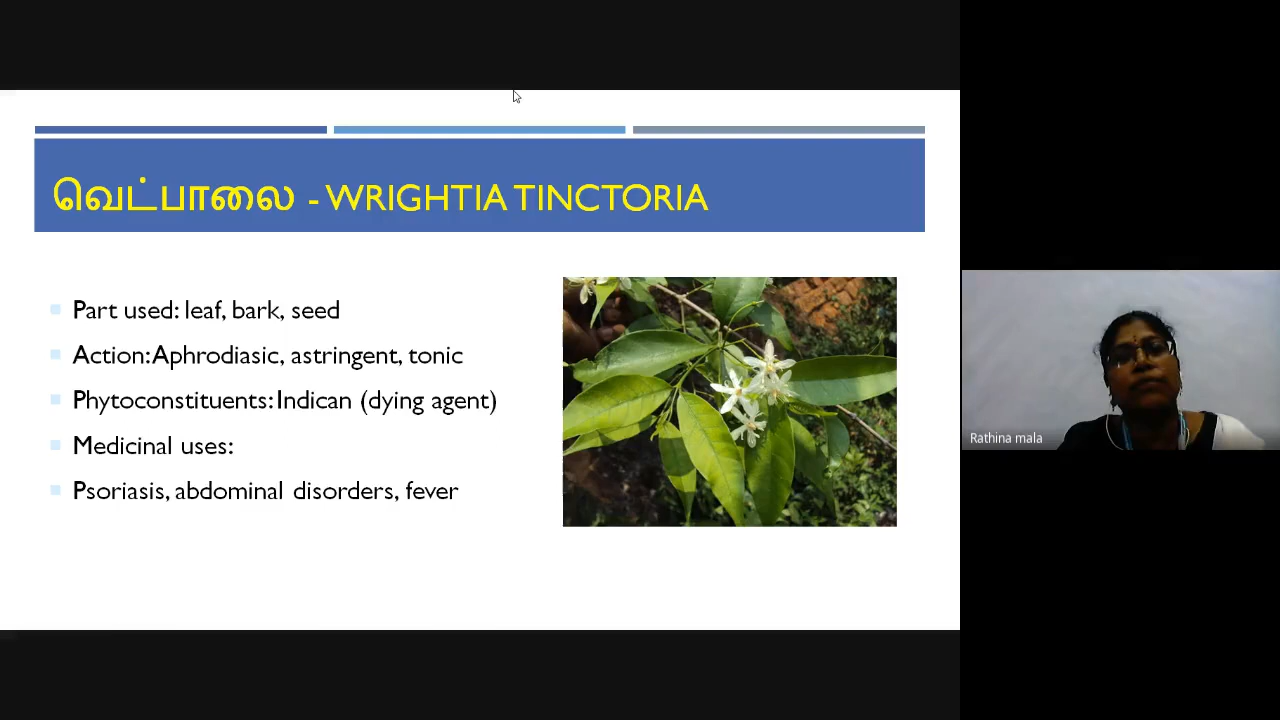 வெட்பாலை - WRIGHTIA TINCTORIA
Part used: leaf, bark, seed
Action: Aphrodiasic, astringent, tonic
Phytoconstituents: Indican (dying agent)
Medicinal uses:
Psoriasis, abdominal disorders, fever
Rathina mala